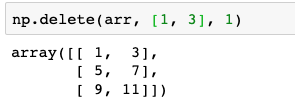 np.delete(arr, [1, 3], 1)
array([[ 1,  3],
       [ 5,  7],
       [ 9, 11]])